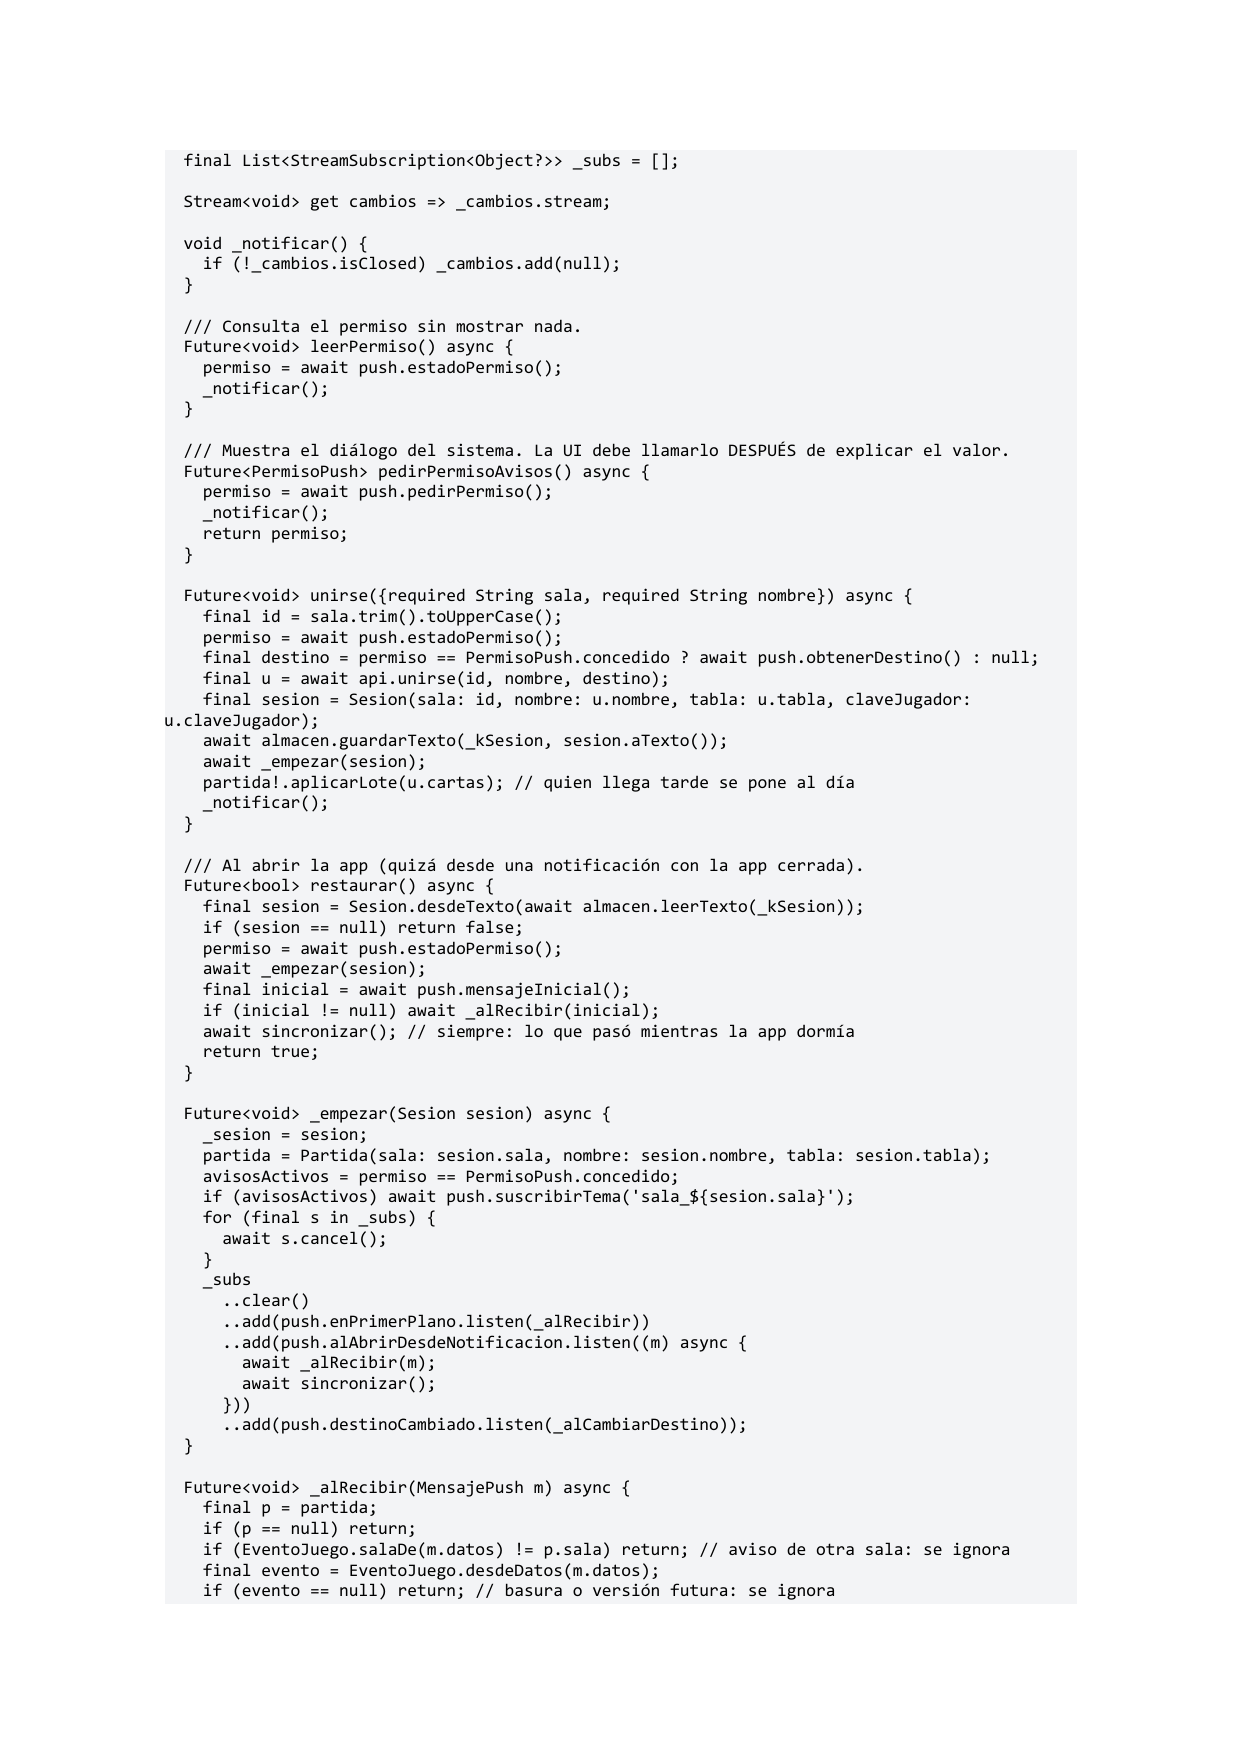 final List<StreamSubscription<Object?>> _subs = [];
Stream<void> get cambios => _cambios.stream;
void _notificar() {
if (!_cambios.isClosed) _cambios.add(null);
}
/// Consulta el permiso sin mostrar nada.
Future<void> leerPermiso() async {
permiso = await push.estadoPermiso();
_notificar();
}
/// Muestra el diálogo del sistema. La UI debe llamarlo DESPUÉS de explicar el valor.
Future<PermisoPush> pedirPermisoAvisos() async {
permiso = await push.pedirPermiso();
_notificar();
return permiso;
}
Future<void> unirse({required String sala, required String nombre}) async {
final id = sala.trim().toUpperCase();
permiso = await push.estadoPermiso();
final destino = permiso == PermisoPush.concedido ? await push.obtenerDestino() : null;
final u = await api.unirse(id, nombre, destino);
final sesion = Sesion(sala: id, nombre: u.nombre, tabla: u.tabla, claveJugador:
u.claveJugador);
await almacen.guardarTexto(_kSesion, sesion.aTexto());
await _empezar(sesion);
partida!.aplicarLote(u.cartas); // quien llega tarde se pone al día
_notificar();
}
/// Al abrir la app (quizá desde una notificación con la app cerrada).
Future<bool> restaurar() async {
final sesion = Sesion.desdeTexto(await almacen.leerTexto(_kSesion));
if (sesion == null) return false;
permiso = await push.estadoPermiso();
await _empezar(sesion);
final inicial = await push.mensajeInicial();
if (inicial != null) await _alRecibir(inicial);
await sincronizar(); // siempre: lo que pasó mientras la app dormía
return true;
}
Future<void> _empezar(Sesion sesion) async {
_sesion = sesion;
partida = Partida(sala: sesion.sala, nombre: sesion.nombre, tabla: sesion.tabla);
avisosActivos = permiso == PermisoPush.concedido;
if (avisosActivos) await push.suscribirTema('sala_${sesion.sala}');
for (final s in _subs) {
await s.cancel();
}
_subs
..clear()
..add(push.enPrimerPlano.listen(_alRecibir))
..add(push.alAbrirDesdeNotificacion.listen((m) async {
await _alRecibir(m);
await sincronizar();
}))
..add(push.destinoCambiado.listen(_alCambiarDestino));
}
Future<void> _alRecibir(MensajePush m) async {
final p = partida;
if (p == null) return;
if (EventoJuego.salaDe(m.datos) != p.sala) return; // aviso de otra sala: se ignora
final evento = EventoJuego.desdeDatos(m.datos);
if (evento == null) return; // basura o versión futura: se ignora